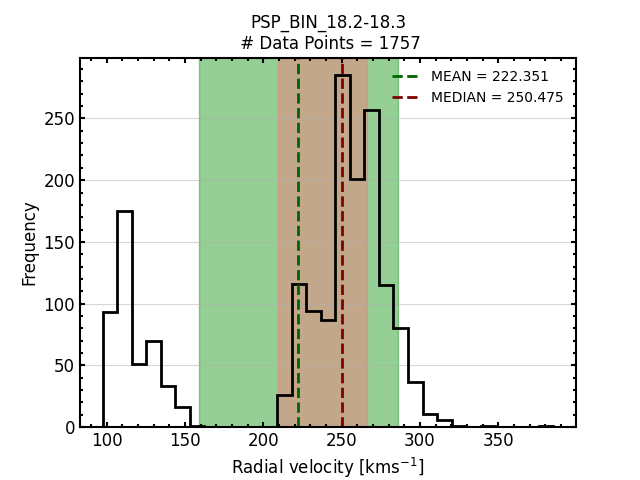 PSP_BIN_18.2-18.3
# Data Points = 1757
MEAN = 222.351
MEDIAN = 250.475
Frequency
250
200
150
100
50
0
100 150 200 250 300 350
Radial velocity [kms⁻¹]